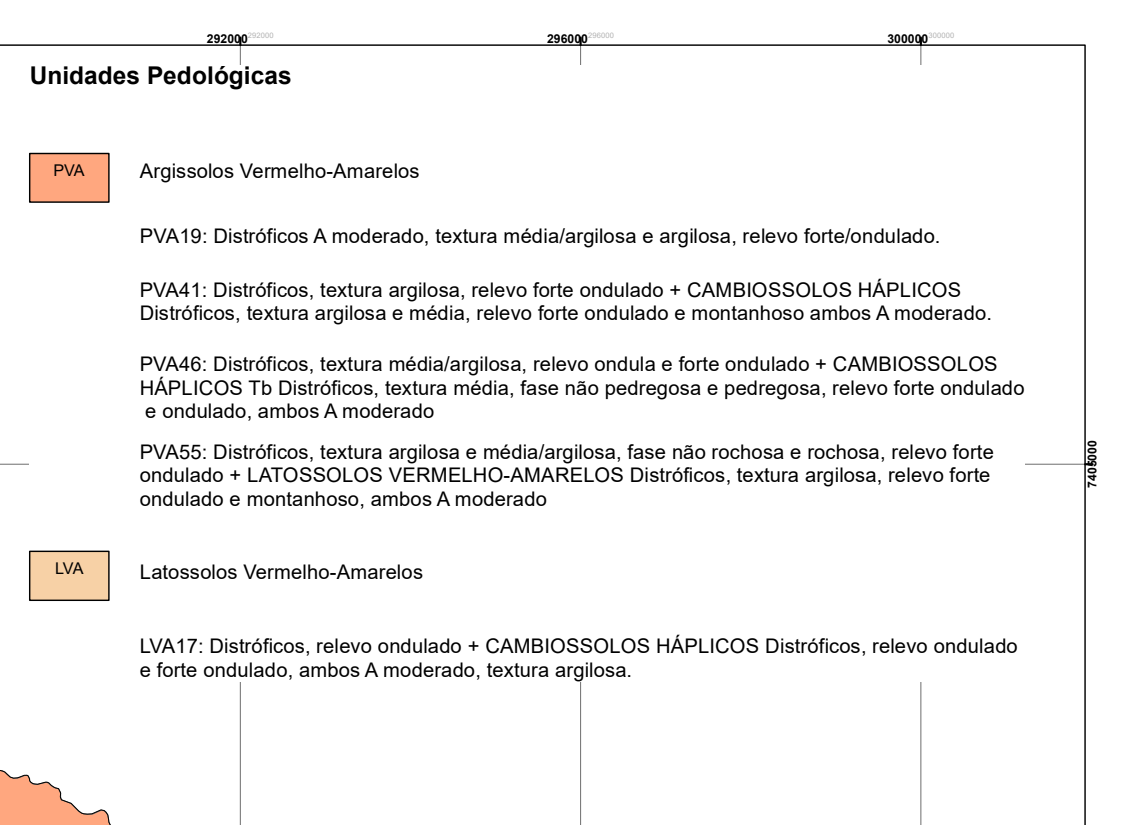 292000 292000 296000 296000 300000 300000
Unidades Pedológicas
PVA Argissolos Vermelho-Amarelos
PVA19: Distróficos A moderado, textura média/argilosa e argilosa, relevo forte/ondulado.
PVA41: Distróficos, textura argilosa, relevo forte ondulado + CAMBIOSSOLOS HÁPLICOS
Distróficos, textura argilosa e média, relevo forte ondulado e montanhoso ambos A moderado.
PVA46: Distróficos, textura média/argilosa, relevo ondula e forte ondulado + CAMBIOSSOLOS
HÁPLICOS Tb Distróficos, textura média, fase não pedregosa e pedregosa, relevo forte ondulado
e ondulado, ambos A moderado
PVA55: Distróficos, textura argilosa e média/argilosa, fase não rochosa e rochosa, relevo forte
ondulado + LATOSSOLOS VERMELHO-AMARELOS Distróficos, textura argilosa, relevo forte
ondulado e montanhoso, ambos A moderado
7405000
LVA Latossolos Vermelho-Amarelos
LVA17: Distróficos, relevo ondulado + CAMBIOSSOLOS HÁPLICOS Distróficos, relevo ondulado
e forte ondulado, ambos A moderado, textura argilosa.